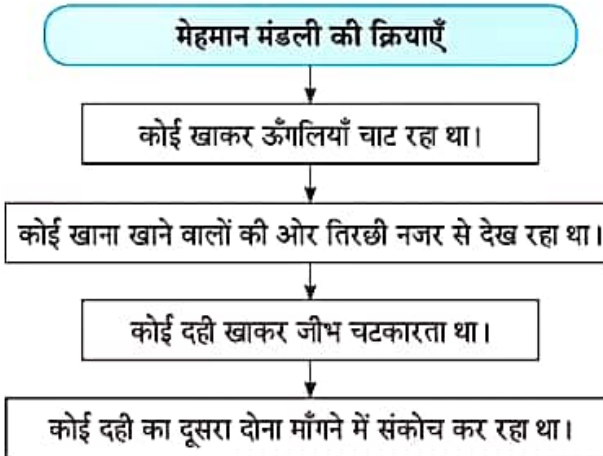 मेहमान मंडली की क्रियाएँ
कोई खाकर ऊँगलियाँ चाट रहा था।
कोई खाना खाने वालों की ओर तिरछी नजर से देख रहा था।
कोई दही खाकर जीभ चटकारता था।
कोई दही का दूसरा दोना माँगने में संकोच कर रहा था।